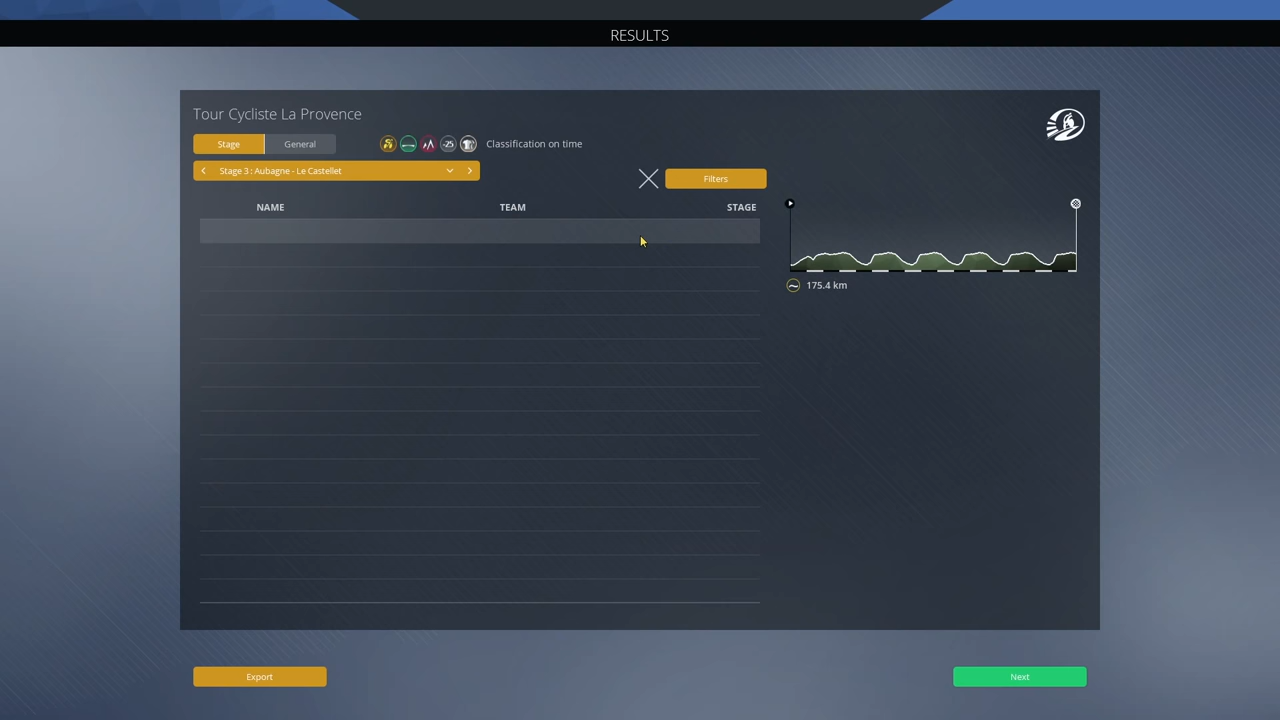 RESULTS
Tour Cycliste La Provence
Stage
General
-25
Classification on time
Stage 3 : Aubagne - Le Castellet
Filters
NAME TEAM STAGE
175.4 km
Export
Next